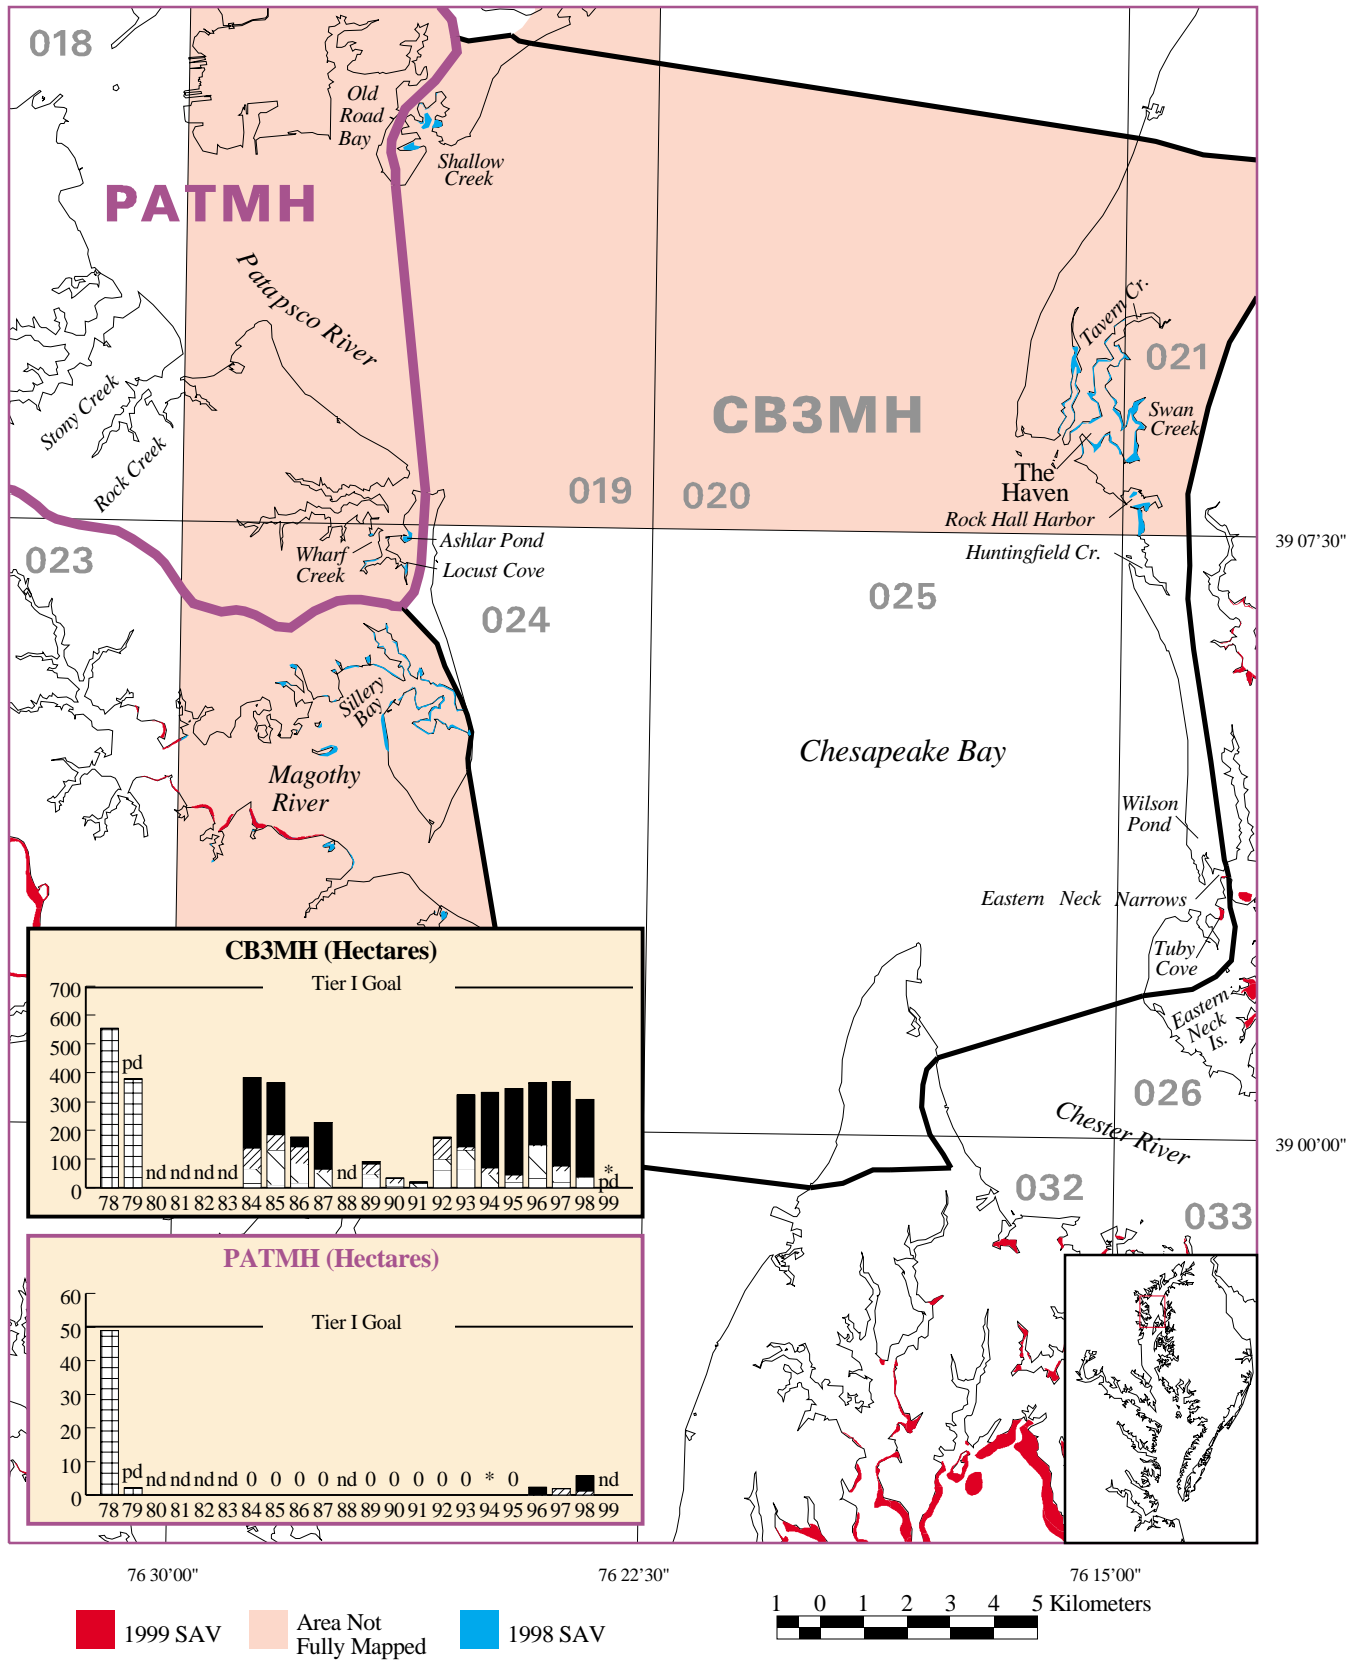 018
Old
Road
Bay
Shallow
Creek
PATMH
Patapsco River
Tavern Cr.
021
Stony Creek
CB3MH
Swan
Creek
Rock Creek
The
Haven
019
020
Rock Hall Harbor
39 07'30"
023
Wharf
Creek
Ashlar Pond
Locust Cove
Huntingfield Cr.
024
025
Sillery
Bay
Chesapeake Bay
Magothy
River
Wilson
Pond
Eastern Neck Narrows
Tuby
Cove
Eastern
Neck
Is.
026
Chester River
39 00'00"
032
033
CB3MH (Hectares)
Tier I Goal
700
600
500
400
300
200
100
0
pd
nd nd nd nd
nd
*
pd
78 79 80 81 82 83 84 85 86 87 88 89 90 91 92 93 94 95 96 97 98 99
PATMH (Hectares)
Tier I Goal
60
50
40
30
20
10
0
pd nd nd nd nd 0 0 0 0 nd 0 0 0 0 0 * 0 nd
78 79 80 81 82 83 84 85 86 87 88 89 90 91 92 93 94 95 96 97 98 99
76 30'00"
76 22'30"
76 15'00"
1999 SAV
Area Not
Fully Mapped
1998 SAV
1 0 1 2 3 4 5 Kilometers